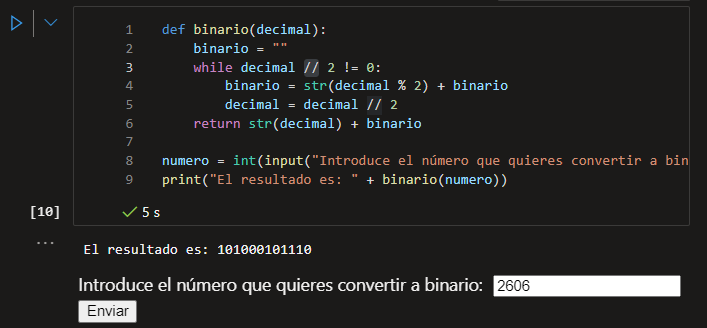 1 def binario(decimal):
2 binario = ""
3 while decimal // 2 != 0:
4 binario = str(decimal % 2) + binario
5 decimal = decimal // 2
6 return str(decimal) + binario
7
8 numero = int(input("Introduce el número que quieres convertir a bin
9 print("El resultado es: " + binario(numero))
[10] 5 s
... El resultado es: 101000101110
Introduce el número que quieres convertir a binario: 2606
Enviar